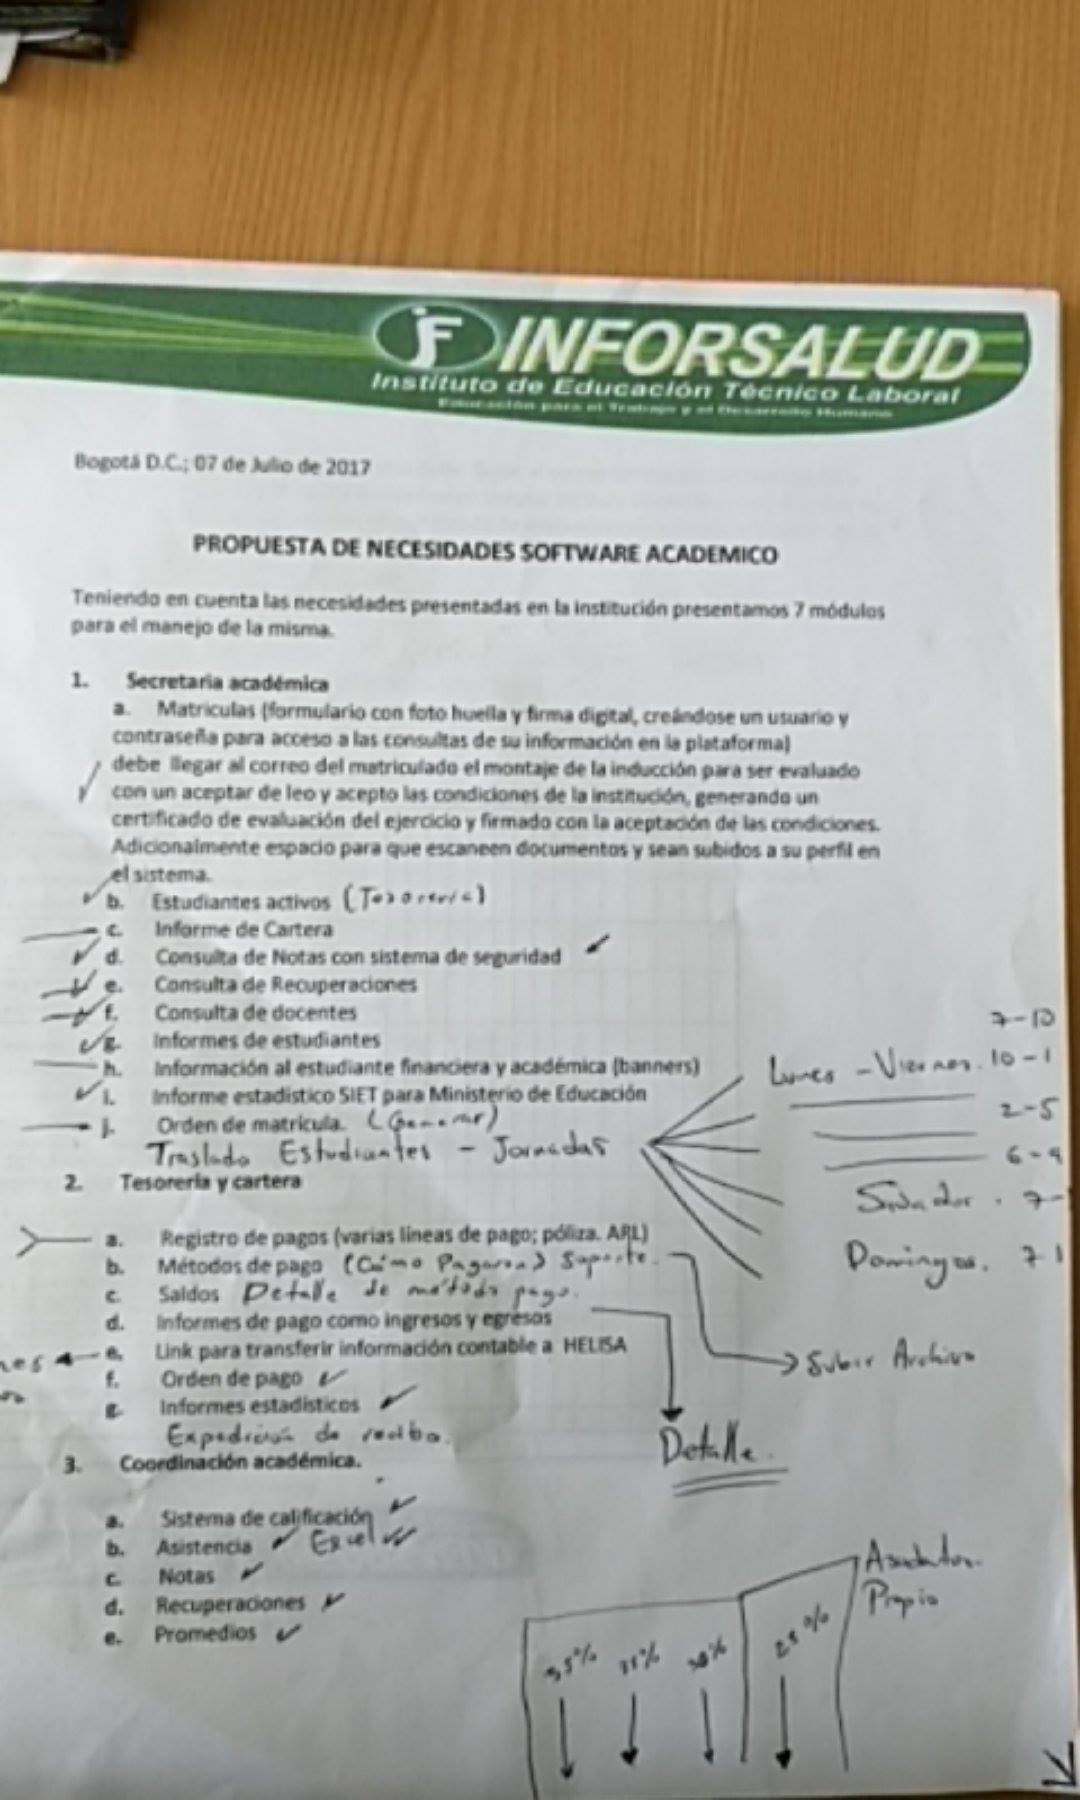 INFORSALUD
Instituto de Educación Técnico Laboral
Educación para el Trabajo y el Desarrollo Humano
Bogotá D.C.; 07 de Julio de 2017
PROPUESTA DE NECESIDADES SOFTWARE ACADEMICO
Teniendo en cuenta las necesidades presentadas en la institución presentamos 7 módulos
para el manejo de la misma.
1. Secretaria académica
a. Matriculas (formulario con foto huella y firma digital, creándose un usuario y
contraseña para acceso a las consultas de su información en la plataforma)
debe llegar al correo del matriculado el montaje de la inducción para ser evaluado
con un aceptar de leo y acepto las condiciones de la institución, generando un
certificado de evaluación del ejercicio y firmado con la aceptación de las condiciones.
Adicionalmente espacio para que escaneen documentos y sean subidos a su perfil en
el sistema.
b. Estudiantes activos (Tesorería)
c. Informe de Cartera
d. Consulta de Notas con sistema de seguridad
e. Consulta de Recuperaciones
f. Consulta de docentes
g. Informes de estudiantes
h. Información al estudiante financiera y académica (banners)
i. Informe estadístico SIET para Ministerio de Educación
j. Orden de matrícula. (Generar)
Traslado Estudiantes - Jornadas
7-10
Lunes - Viernes. 10-1
2-5
6-9
7-
Domingos. 7
2. Tesorería y cartera
a. Registro de pagos (varias líneas de pago; póliza. ARL)
b. Métodos de pago (Cómo Pagaron) Soporte.
c. Saldos Detalle de método pago.
d. Informes de pago como ingresos y egresos
e. Link para transferir información contable a HELISA
f. Orden de pago
g. Informes estadísticos
Expedición de recibo.
Subir Archivo
Detalle.
3. Coordinación académica.
a. Sistema de calificación
b. Asistencia Excel
c. Notas
d. Recuperaciones
e. Promedios
Propio
35% 30% 25%